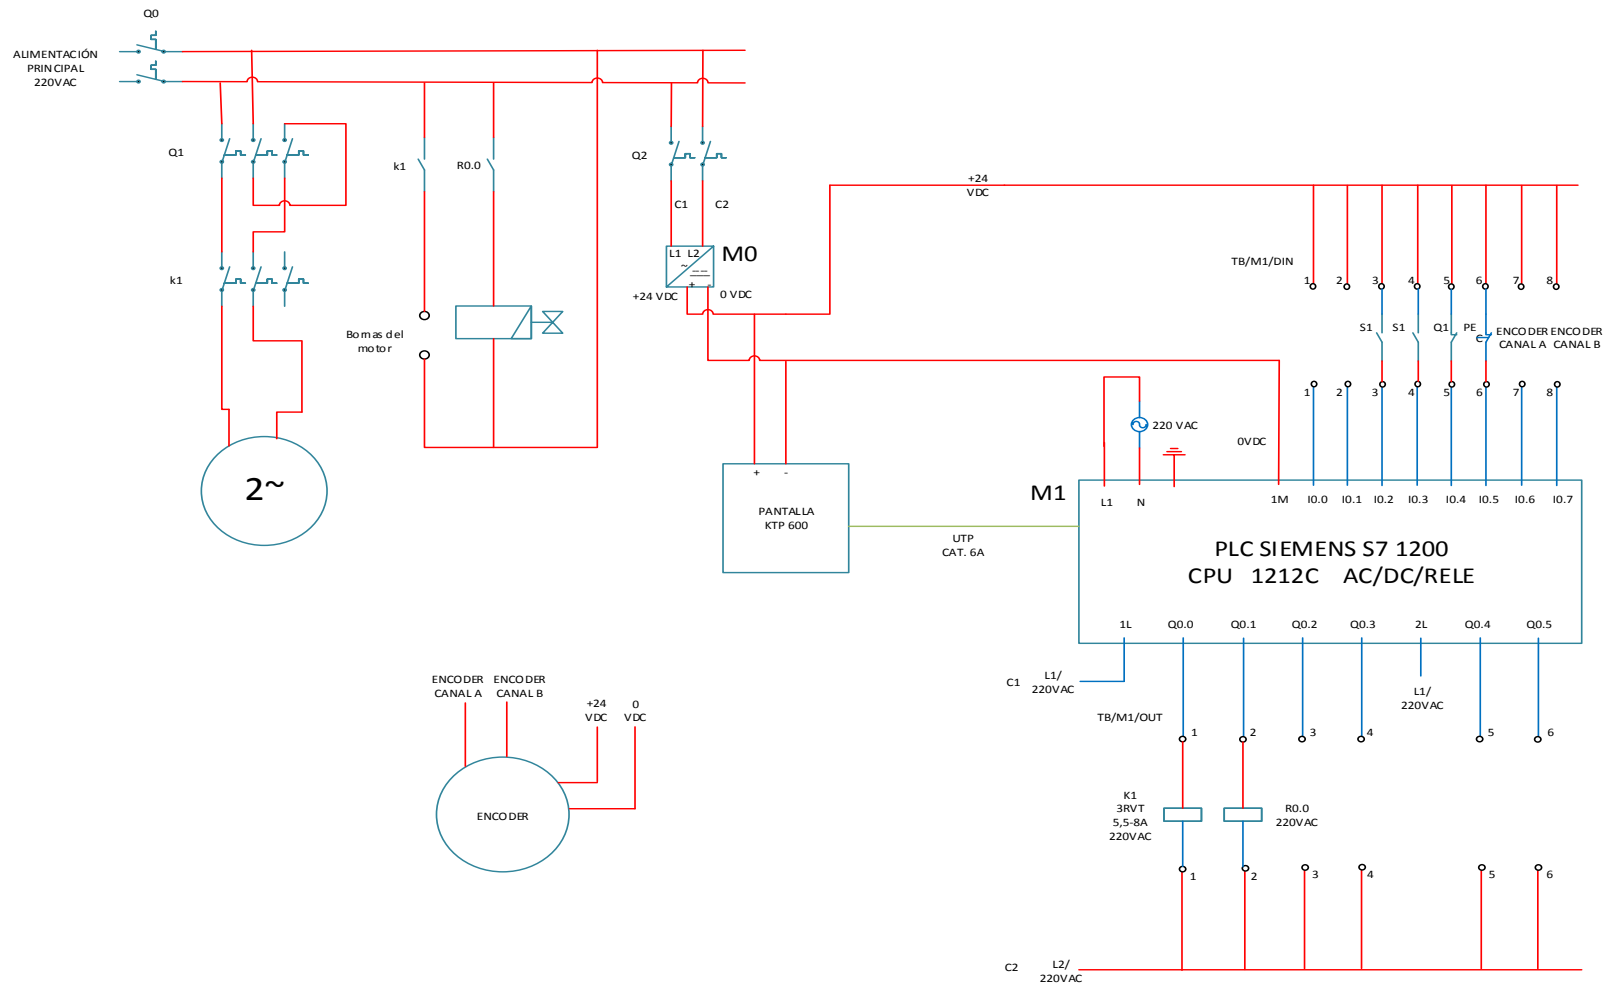 Q0
ALIMENTACIÓN
PRINCIPAL
220VAC
Q1
k1
R0.0
Q2
C1
C2
+24
VDC
L1 L2
M0
+24 VDC
0 VDC
k1
Bornas del
motor
TB/M1/DIN
1 2 3 4 5 6 7 8
S1 S1 Q1 PE
C
ENCODER ENCODER
CANAL A CANAL B
1 2 3 4 5 6 7 8
220 VAC
0VDC
2~
+ -
PANTALLA
KTP 600
UTP
CAT. 6A
M1
L1 N 1M I0.0 I0.1 I0.2 I0.3 I0.4 I0.5 I0.6 I0.7
PLC SIEMENS S7 1200
CPU 1212C AC/DC/RELE
1L Q0.0 Q0.1 Q0.2 Q0.3 2L Q0.4 Q0.5
C1
L1/
220VAC
L1/
220VAC
TB/M1/OUT
1 2 3 4 5 6
ENCODER
CANAL A
ENCODER
CANAL B
+24
VDC
0
VDC
ENCODER
K1
3RVT
5,5-8A
220VAC
R0.0
220VAC
1 2 3 4 5 6
C2
L2/
220VAC